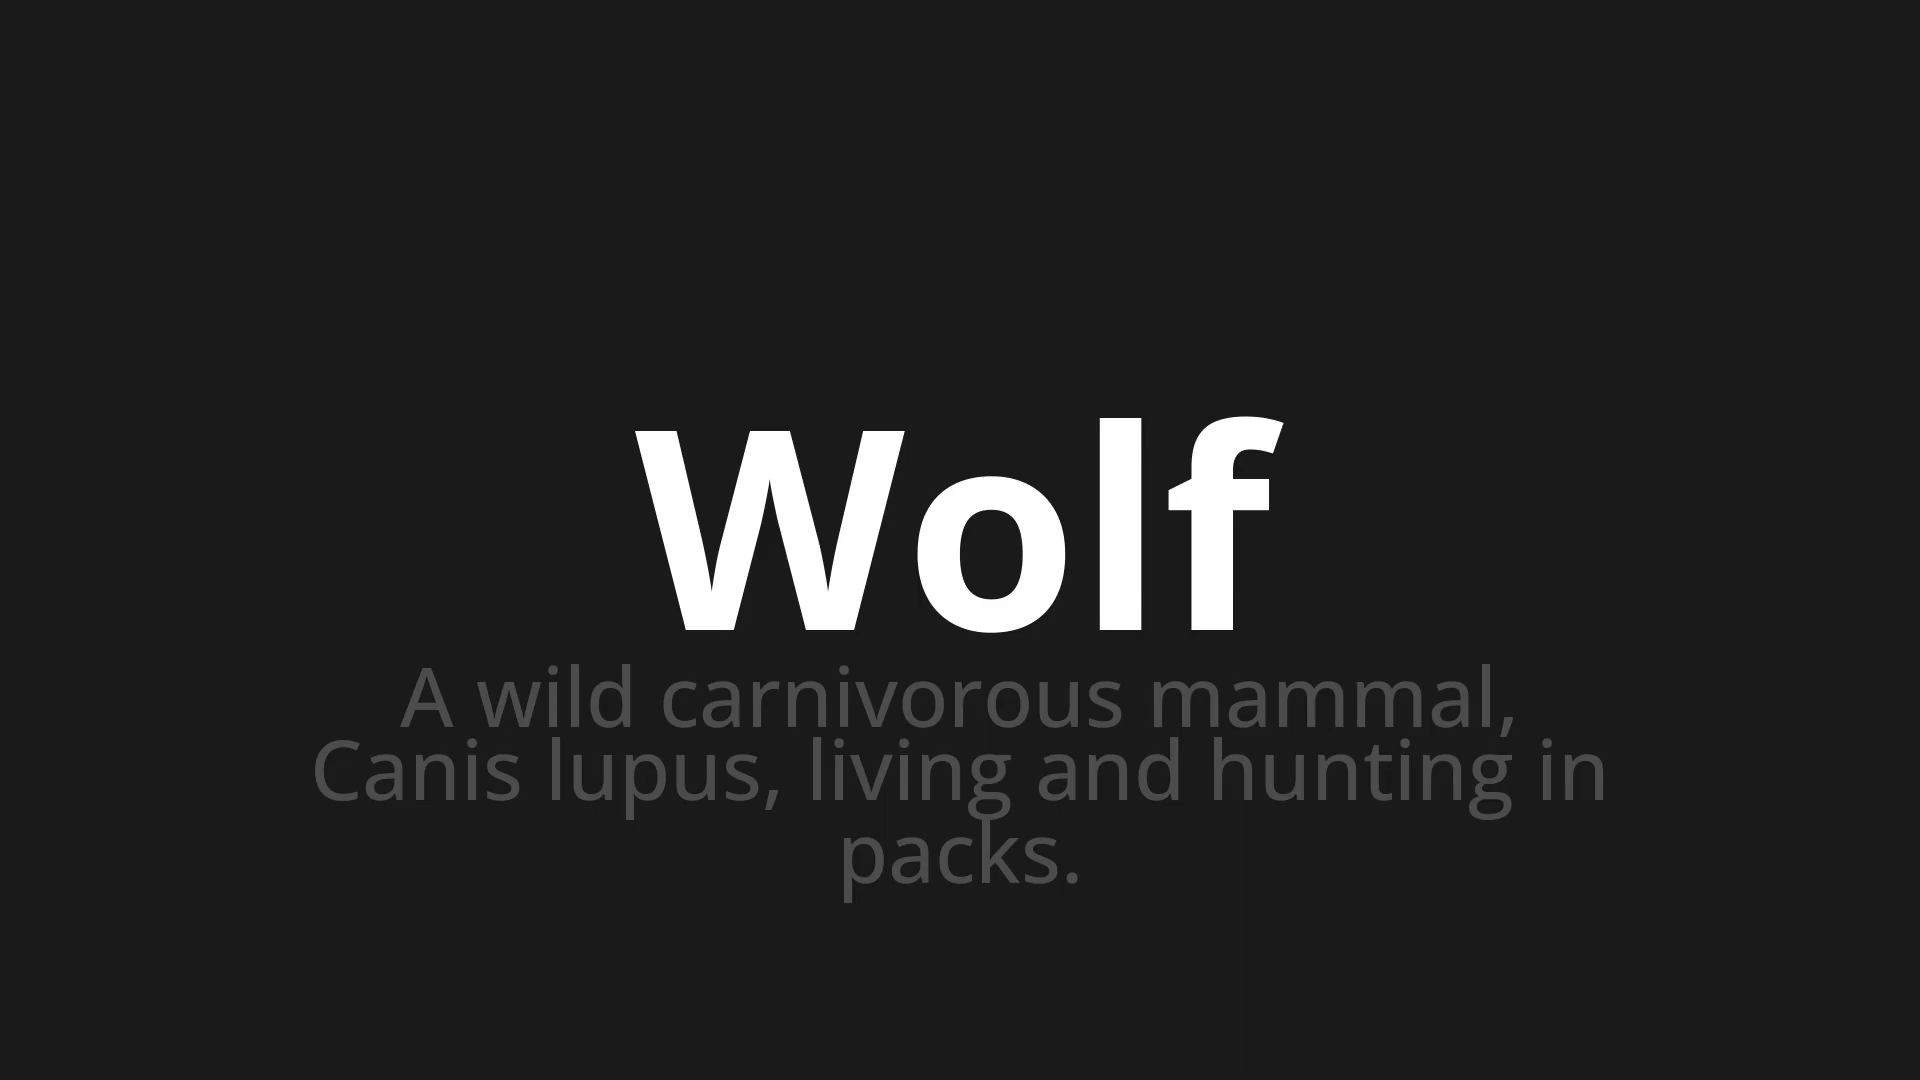 Wolf
A wild carnivorous mammal,
Canis lupus, living and hunting in
packs.